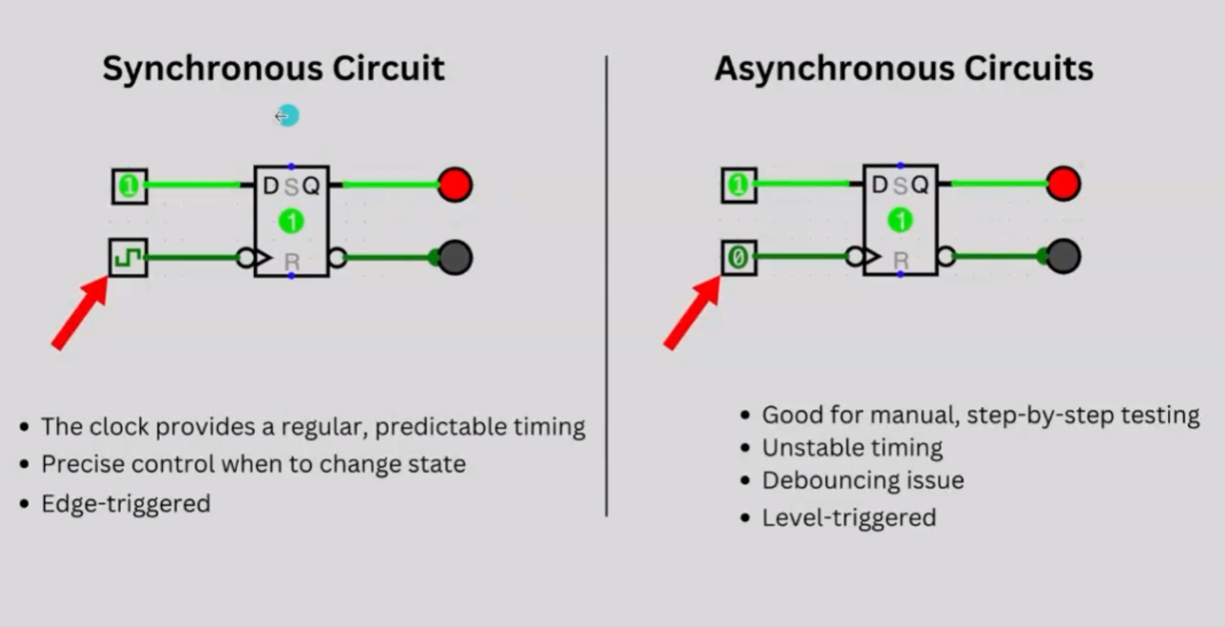 Synchronous Circuit
1
D S Q
1
R
• The clock provides a regular, predictable timing
• Precise control when to change state
• Edge-triggered
Asynchronous Circuits
1
D S Q
1
0
R
• Good for manual, step-by-step testing
• Unstable timing
• Debouncing issue
• Level-triggered